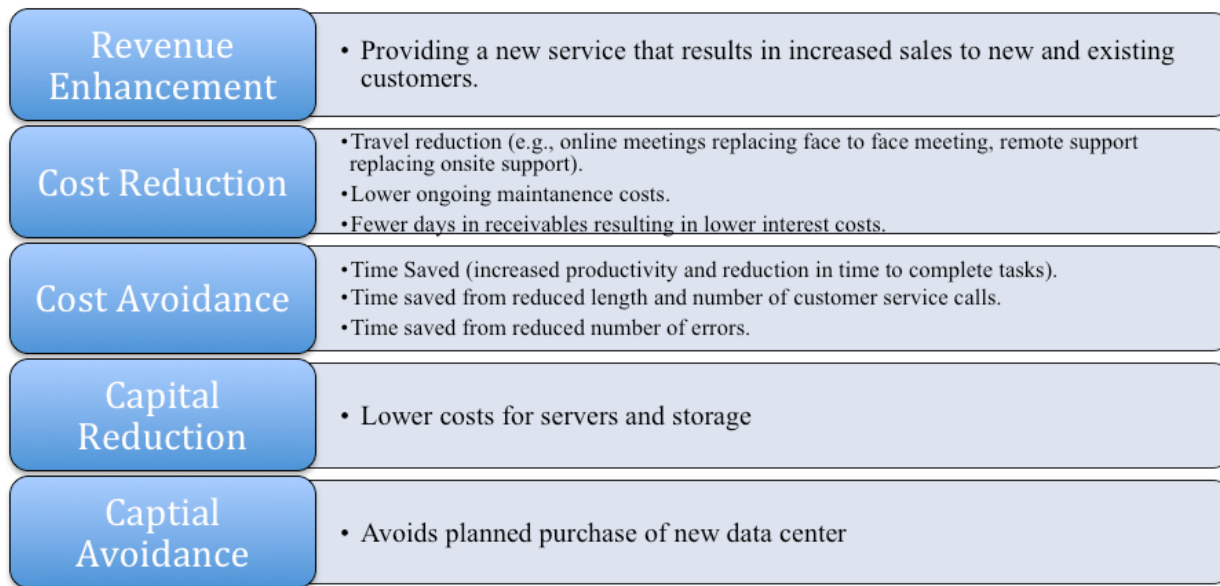 Revenue
Enhancement
• Providing a new service that results in increased sales to new and existing
customers.
Cost Reduction
•Travel reduction (e.g., online meetings replacing face to face meeting, remote support
replacing onsite support).
•Lower ongoing maintanence costs.
•Fewer days in receivables resulting in lower interest costs.
Cost Avoidance
•Time Saved (increased productivity and reduction in time to complete tasks).
•Time saved from reduced length and number of customer service calls.
•Time saved from reduced number of errors.
Capital
Reduction
• Lower costs for servers and storage
Captial
Avoidance
• Avoids planned purchase of new data center